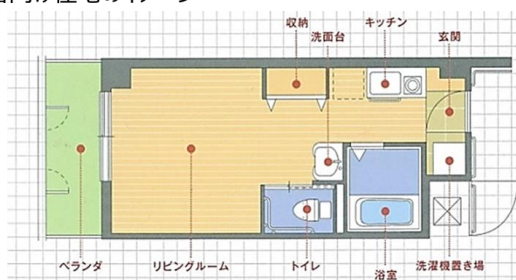 収納
キッチン
玄関
洗面台
ベランダ
リビングルーム
トイレ
浴室
洗濯機置き場